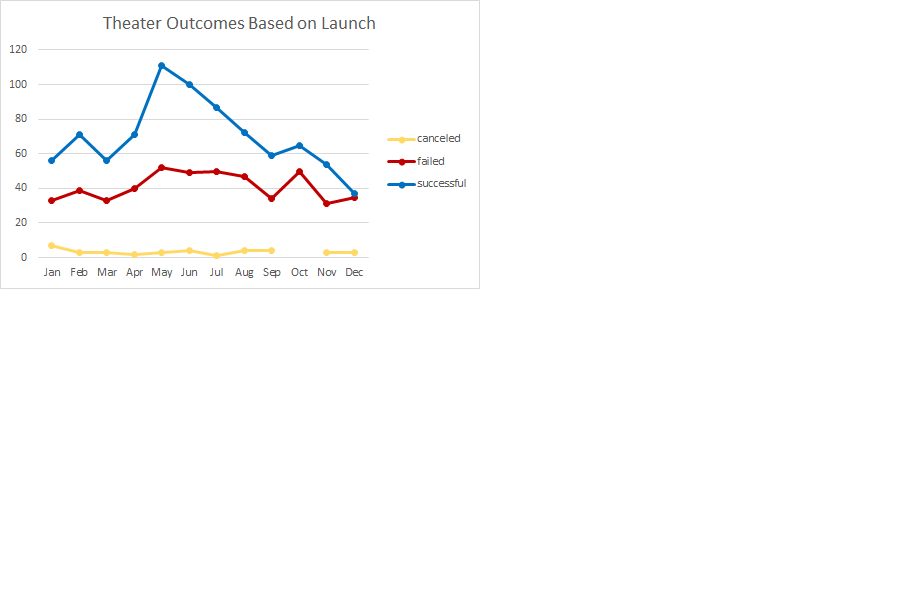 Theater Outcomes Based on Launch
120
100
80
60
40
20
0
Jan Feb Mar Apr May Jun Jul Aug Sep Oct Nov Dec
canceled
failed
successful